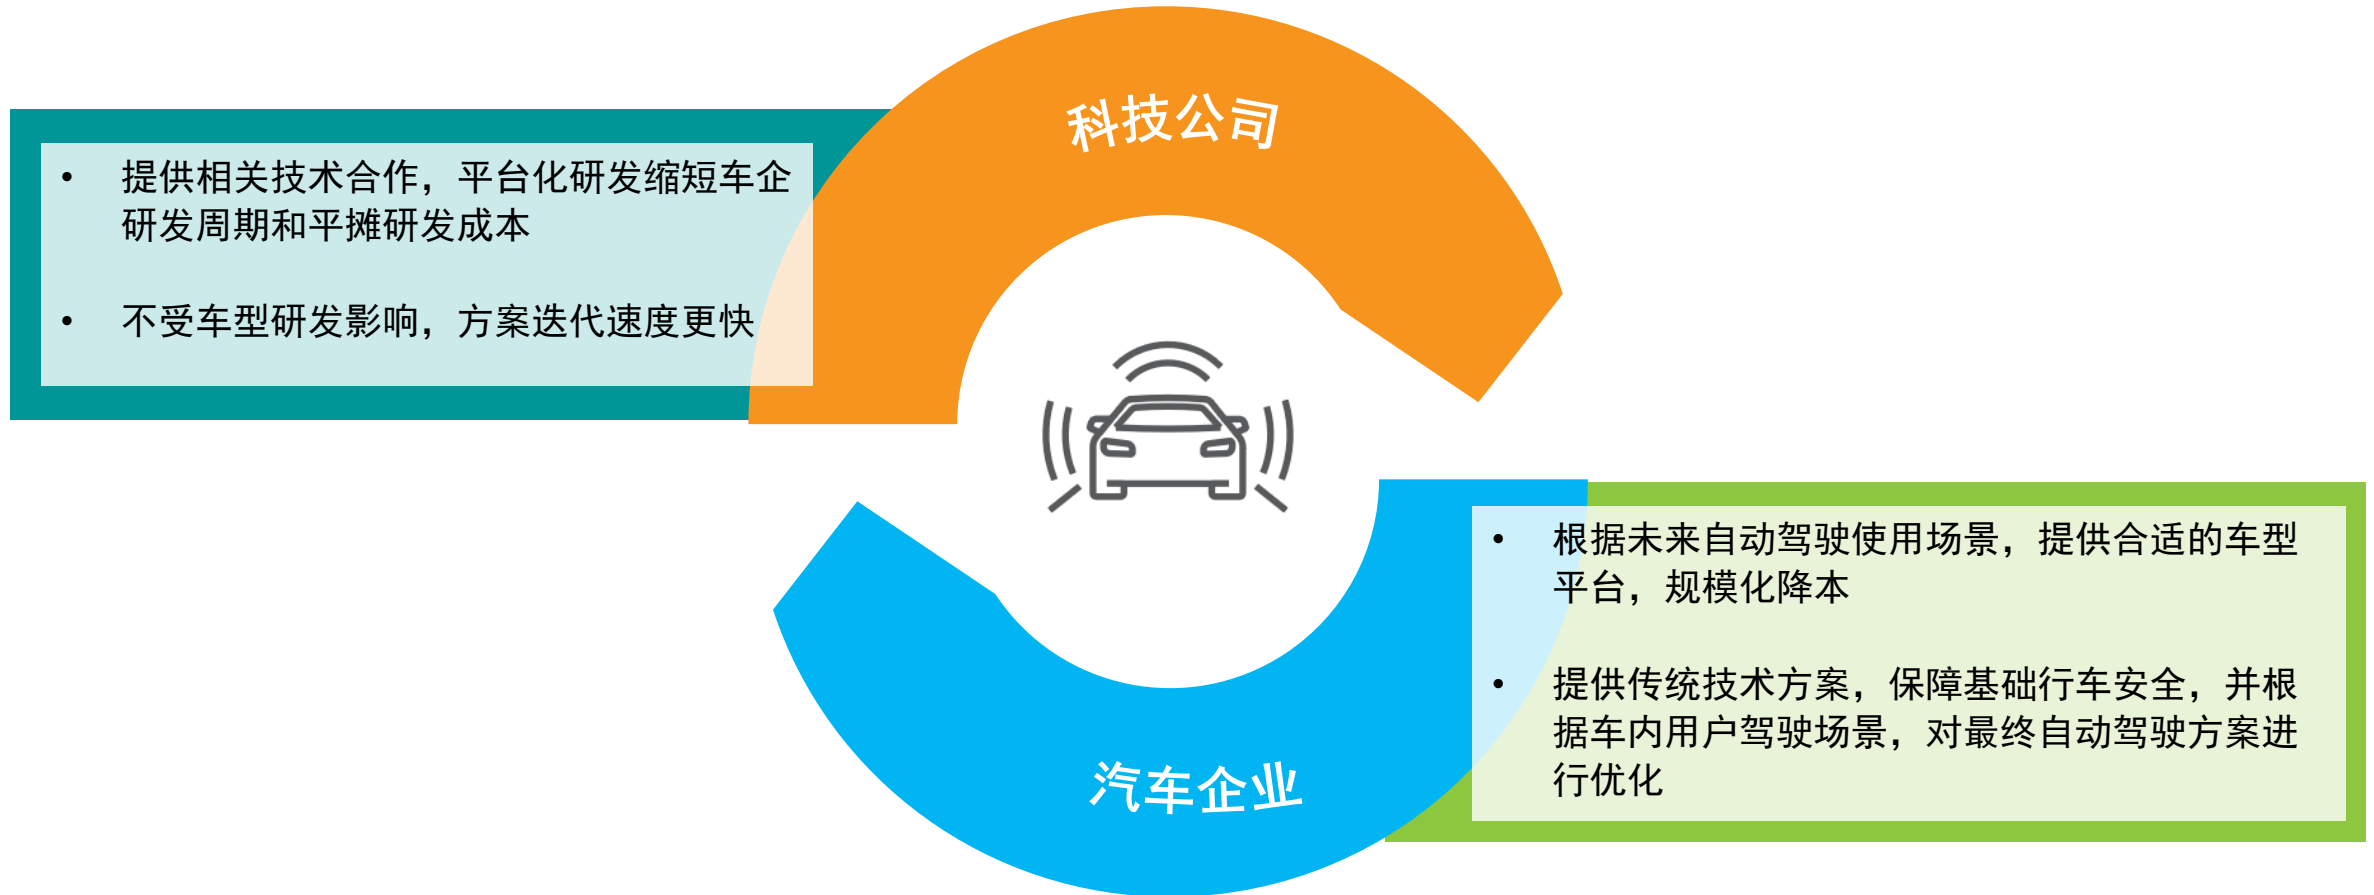 科技公司
• 提供相关技术合作，平台化研发缩短车企
研发周期和平摊研发成本
• 不受车型研发影响，方案迭代速度更快
• 根据未来自动驾驶使用场景，提供合适的车型
平台，规模化降本
• 提供传统技术方案，保障基础行车安全，并根
据车内用户驾驶场景，对最终自动驾驶方案进
行优化
汽车企业